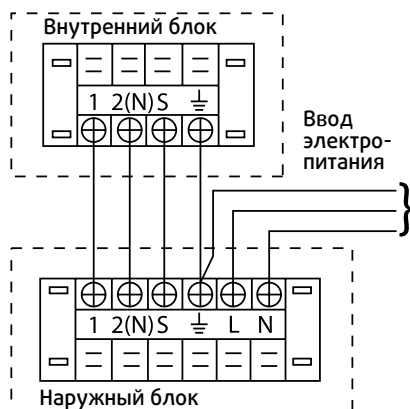 Внутренний блок
1 2(N) S
Ввод
электро-
питания
1 2(N) S L N
Наружный блок